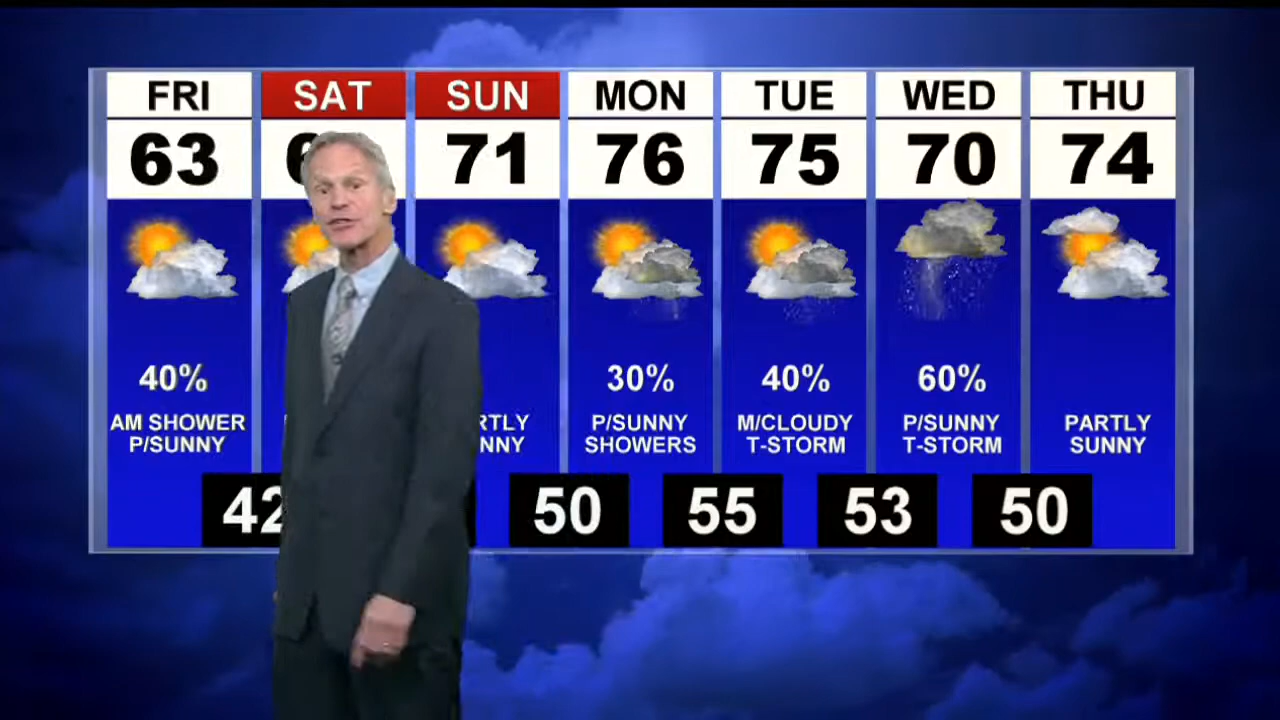 FRI SAT SUN MON TUE WED THU
63 71 76 75 70 74
40% 30% 40% 60%
AM SHOWER P/SUNNY M/CLOUDY P/SUNNY PARTLY
P/SUNNY SHOWERS T-STORM T-STORM SUNNY
42 50 55 53 50